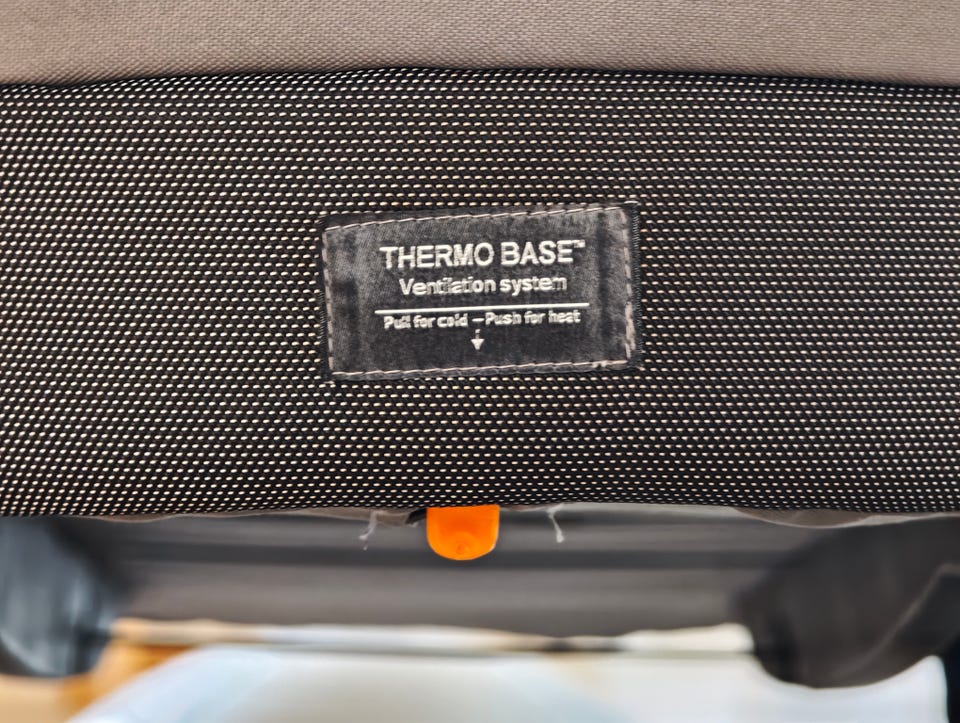 THERMO BASE™
Ventilation system
Pull for cold – Push for heat